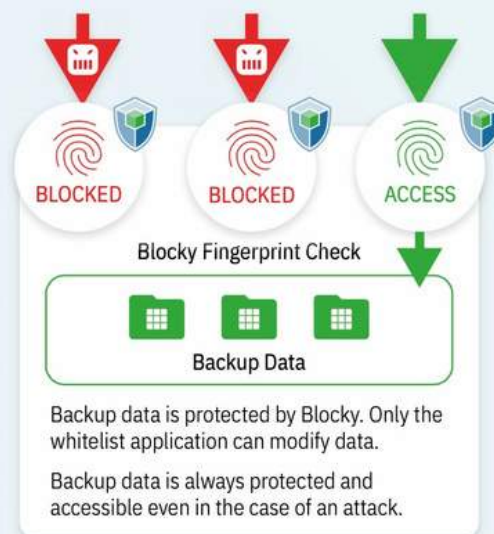 BLOCKED
BLOCKED
ACCESS
Blocky Fingerprint Check
Backup Data
Backup data is protected by Blocky. Only the
whitelist application can modify data.
Backup data is always protected and
accessible even in the case of an attack.